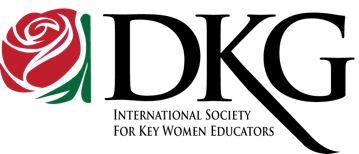 DKG
INTERNATIONAL SOCIETY
FOR KEY WOMEN EDUCATORS